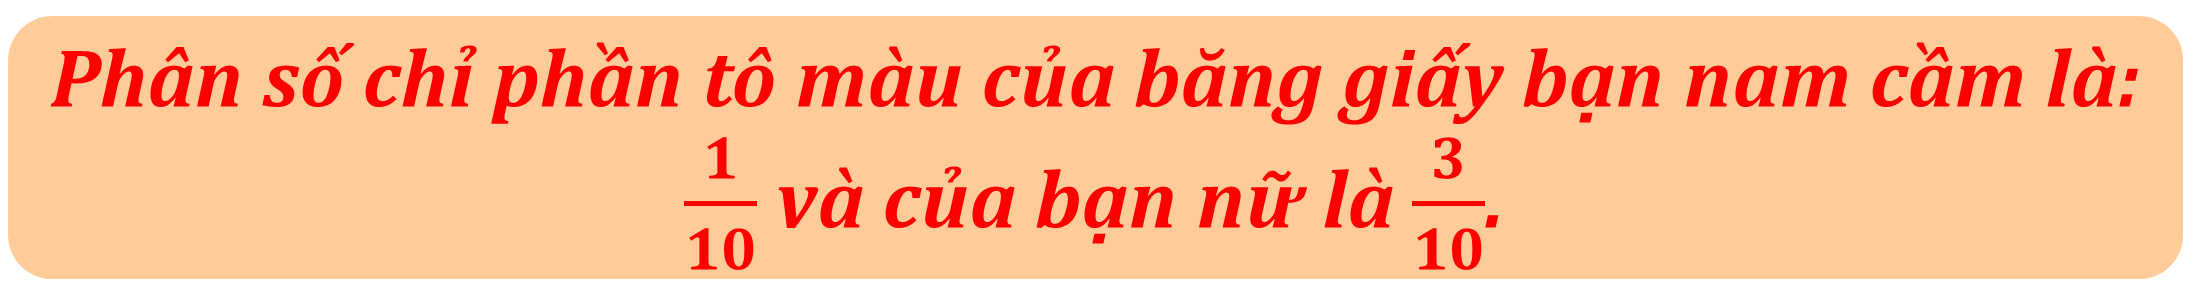 Phân số chỉ phần tô màu của băng giấy bạn nam cầm là:
1/10 và của bạn nữ là 3/10.